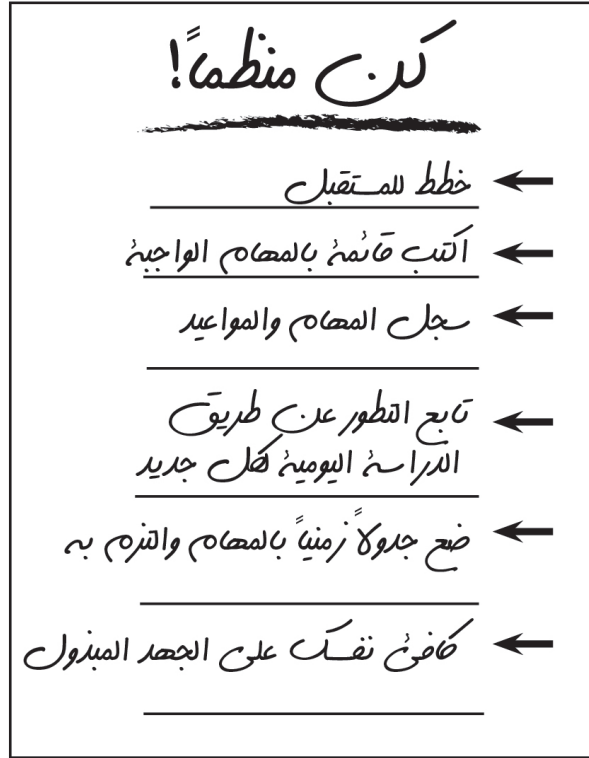 كن منظماً!
خطط للمستقبل
اكتب قائمة بالمهام الواجبة
سجل المهام والمواعيد
تابع التطور عن طريق
الدراسة اليومية لكل جديد
ضع جدولاً زمنياً بالمهام والتزم به
كافئ نفسك على الجهد المبذول